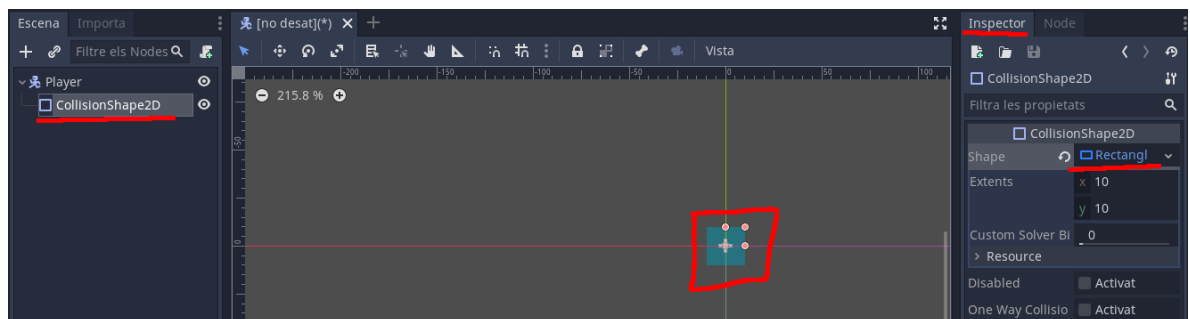 Escena Importa
[no desat](*)
Inspector Node
Filtre els Nodes
Vista
Player
CollisionShape2D
-200 -150 -100 -50 0 50 100
215.8 %
-50
0
CollisionShape2D
Filtra les propietats
CollisionShape2D
Shape Rectangl
Extents x 10
y 10
Custom Solver Bi 0
> Resource
Disabled Activat
One Way Collisio Activat